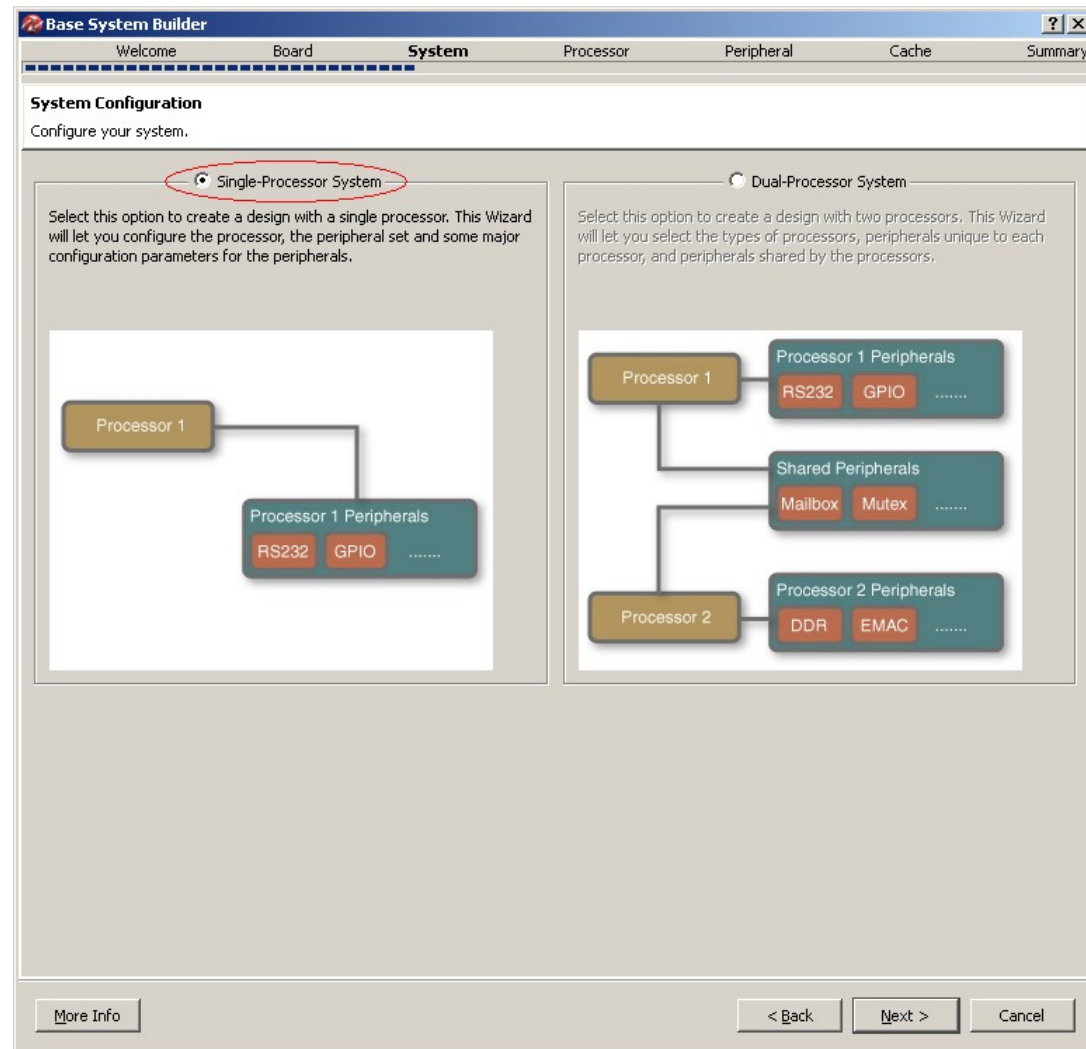 Base System Builder
Welcome Board System Processor Peripheral Cache Summary
System Configuration
Configure your system.
Single-Processor System
Select this option to create a design with a single processor. This Wizard
will let you configure the processor, the peripheral set and some major
configuration parameters for the peripherals.
Processor 1
Processor 1 Peripherals
RS232 GPIO .......
Dual-Processor System
Select this option to create a design with two processors. This Wizard
will let you select the types of processors, peripherals unique to each
processor, and peripherals shared by the processors.
Processor 1
Processor 1 Peripherals
RS232 GPIO .......
Shared Peripherals
Mailbox Mutex .......
Processor 2
Processor 2 Peripherals
DDR EMAC .......
More Info
< Back Next > Cancel